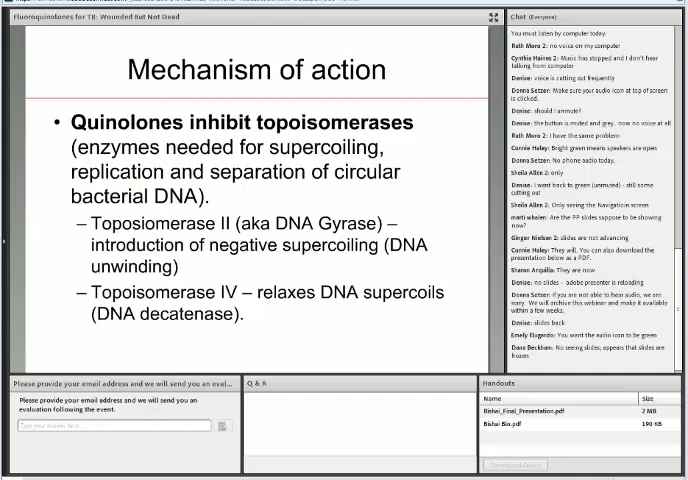 Fluoroquinolones for TB: Wounded But Not Dead
Mechanism of action
• Quinolones inhibit topoisomerases
(enzymes needed for supercoiling,
replication and separation of circular
bacterial DNA).
– Toposiomerase II (aka DNA Gyrase) –
introduction of negative supercoiling (DNA
unwinding)
– Topoisomerase IV – relaxes DNA supercoils
(DNA decatenase).
Chat (Everyone)
You must listen by computer today.
Ruth Moro 2: no voice on my computer
Cynthia Haines 2: Music has stopped and I don't hear
talking from computer
Denise: voice is cutting out frequently
Donna Setzer: Make sure your audio icon at top of screen
is clicked.
Denise: should I unmute?
Denise: the button is muted and grey. now no voice at all
Ruth Moro 2: I have the same problem
Connie Haley: Bright green means speakers are open
Donna Setzer: No phone audio today.
Sheila Allen 2: only
Denise: I went back to green (unmuted) - still some
cutting out
Sheila Allen 2: Only seeing the Navigatioin screen
marti whalen: Are the PP slides suppose to be showing
now?
Ginger Nielsen 2: slides are not advancing
Connie Haley: They will. You can also download the
presentation below as a PDF.
Sharon Arquilla: They are now
Denise: no slides - adobe presenter is reloading
Donna Setzer: If you are not able to hear audio, we are
sorry. We will archive this webinar and make it available
within a few weeks.
Denise: slides back
Emely Elugardo: You want the audio icon to be green
Dana Beckham: No seeing slides; appears that slides are
frozen
Please provide your email address and we will send you an eval...
Please provide your email address and we will send you an
evaluation following the event.
Type your answer here...
Q & A
Handouts
Name Size
Bishai_Final_Presentation.pdf 2 MB
Bishai Bio.pdf 190 KB
Download File(s)